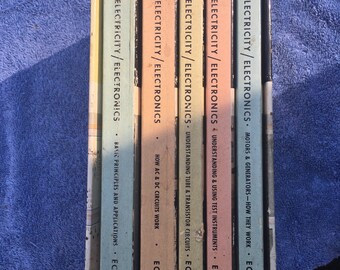 ELECTRICITY/ELECTRONICS • BASIC PRINCIPLES AND APPLICATIONS •
ELECTRICITY/ELECTRONICS • HOW AC & DC CIRCUITS WORK •
ELECTRICITY/ELECTRONICS • UNDERSTANDING TUBE & TRANSISTOR CIRCUITS •
ELECTRICITY/ELECTRONICS • UNDERSTANDING & USING TEST INSTRUMENTS •
ELECTRICITY/ELECTRONICS • MOTORS & GENERATORS—HOW THEY WORK •